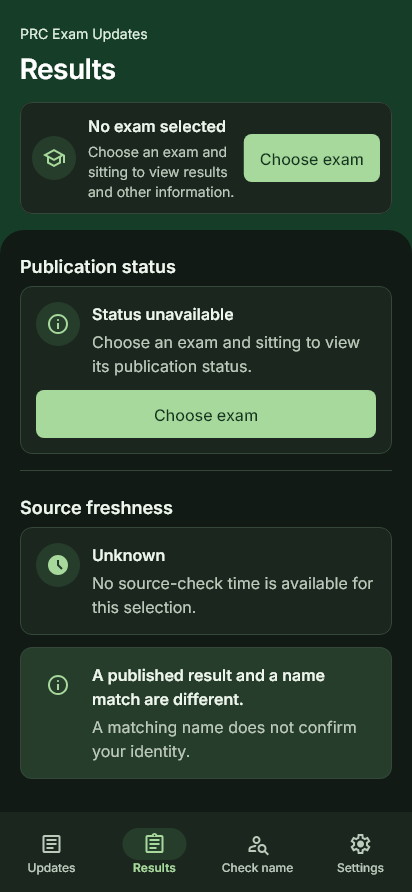 PRC Exam Updates
Results
No exam selected
Choose an exam and
sitting to view results
and other information.
Choose exam
Publication status
Status unavailable
Choose an exam and sitting to view
its publication status.
Choose exam
Source freshness
Unknown
No source-check time is available for
this selection.
A published result and a name
match are different.
A matching name does not confirm
your identity.
Updates
Results
Check name
Settings